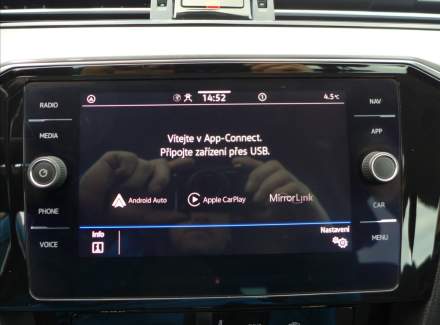 RADIO
MEDIA
PHONE
VOICE
14:52
4.5°C
Vítejte v App-Connect.
Připojte zařízení přes USB.
Android Auto
Apple CarPlay
MirrorLink
Info
Nastavení
NAV
APP
CAR
MENU